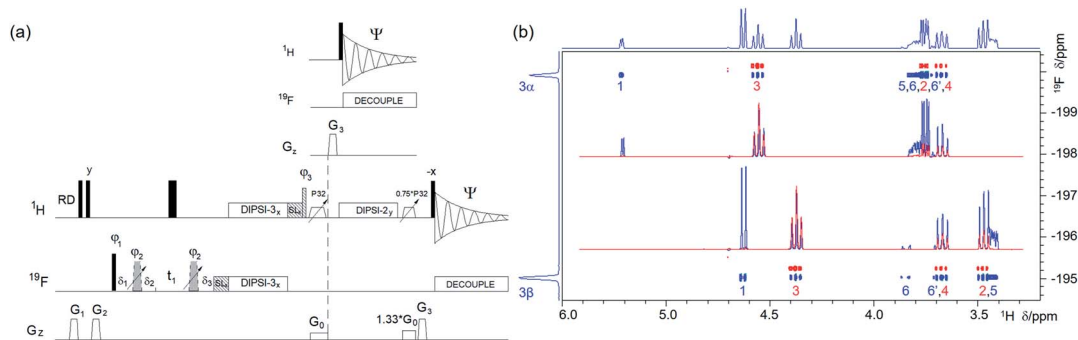 (a)
¹H
Ψ
¹⁹F
DECOUPLE
Gz
G₃
¹H
RD
y
DIPSI-3ₓ
SLₓ
φ₃
P32
DIPSI-2y
0.75*P32
-x
Ψ
¹⁹F
φ₁
δ₁
φ₂
δ₂
t₁
φ₂
δ₃
SLₓ
DIPSI-3ₓ
DECOUPLE
Gz
G₁
G₂
G₀
1.33*G₀
G₃
(b)
3α
1
3
5,6,2,6',4
3β
1
3
6
6',4
2,5
¹⁹F δ/ppm
-199
-198
-197
-196
-195
6.0
5.0
4.5
4.0
3.5
¹H δ/ppm